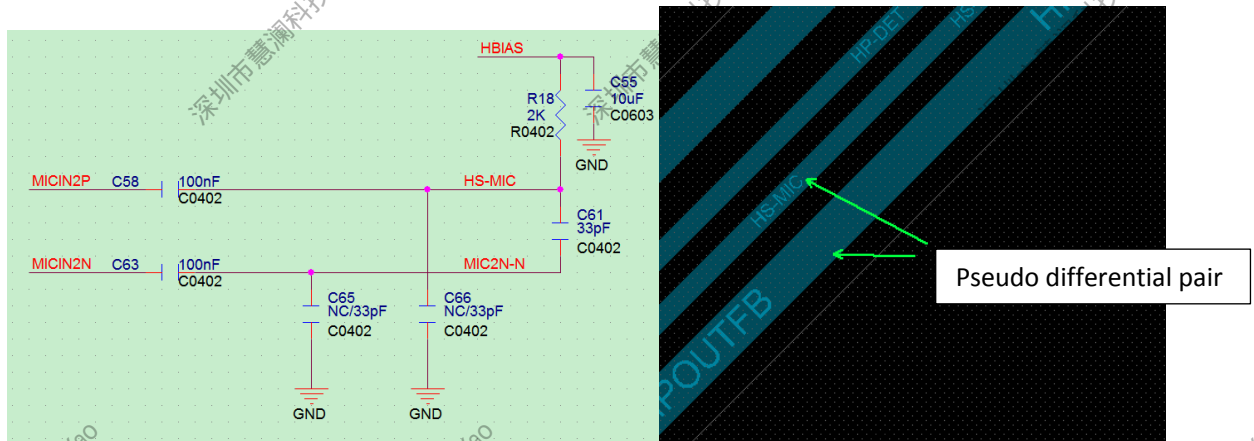 深圳市慧澜科技
HBIAS
C55
10uF
C0603
R18
2K
R0402
GND
MICIN2P
C58
100nF
C0402
HS-MIC
C61
33pF
C0402
MICIN2N
C63
100nF
C0402
MIC2N-N
C65
NC/33pF
C0402
C66
NC/33pF
C0402
GND
GND
HP-DET
HS-MIC
Pseudo differential pair